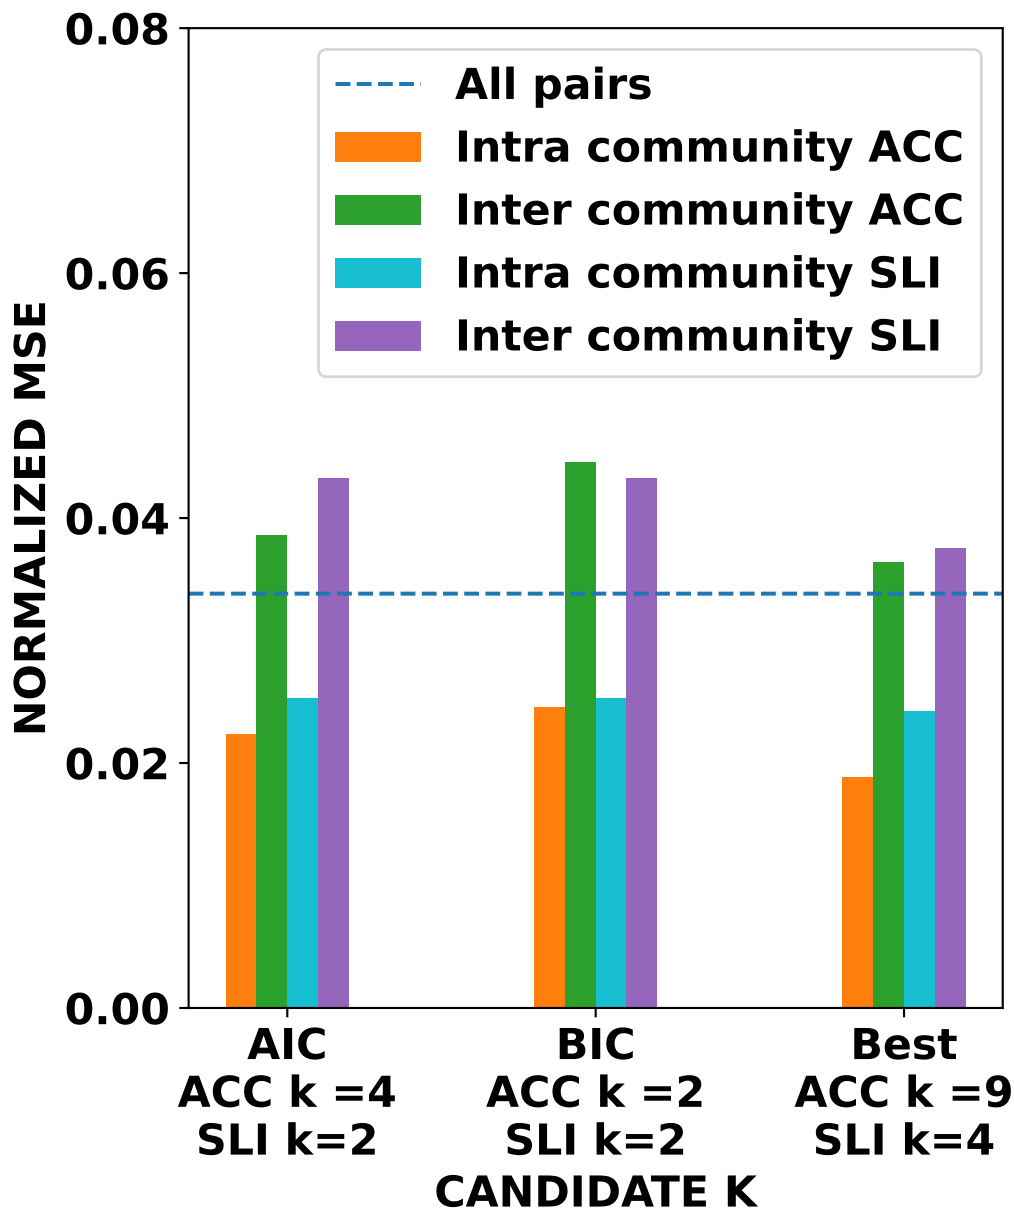 0.08
0.06
0.04
0.02
0.00
NORMALIZED MSE
All pairs
Intra community ACC
Inter community ACC
Intra community SLI
Inter community SLI
AIC
ACC k =4
SLI k=2
BIC
ACC k =2
SLI k=2
Best
ACC k =9
SLI k=4
CANDIDATE K